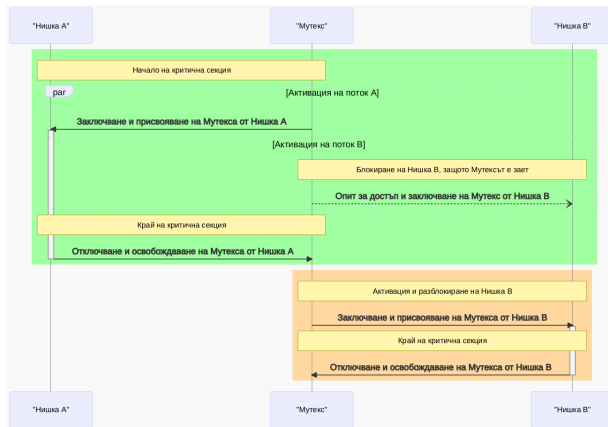 "Нишка А"
"Мутекс"
"Нишка В"
Начало на критична секция
par
[Активация на поток А]
Заключване и присвояване на Мутекса от Нишка А
[Активация на поток В]
Блокиране на Нишка В, защото Мутексът е зает
Опит за достъп и заключване на Мутекс от Нишка В
Край на критична секция
Отключване и освобождаване на Мутекса от Нишка А
Активация и разблокиране на Нишка В
Заключване и присвояване на Мутекса от Нишка В
Край на критична секция
Отключване и освобождаване на Мутекса от Нишка В
"Нишка А"
"Мутекс"
"Нишка В"